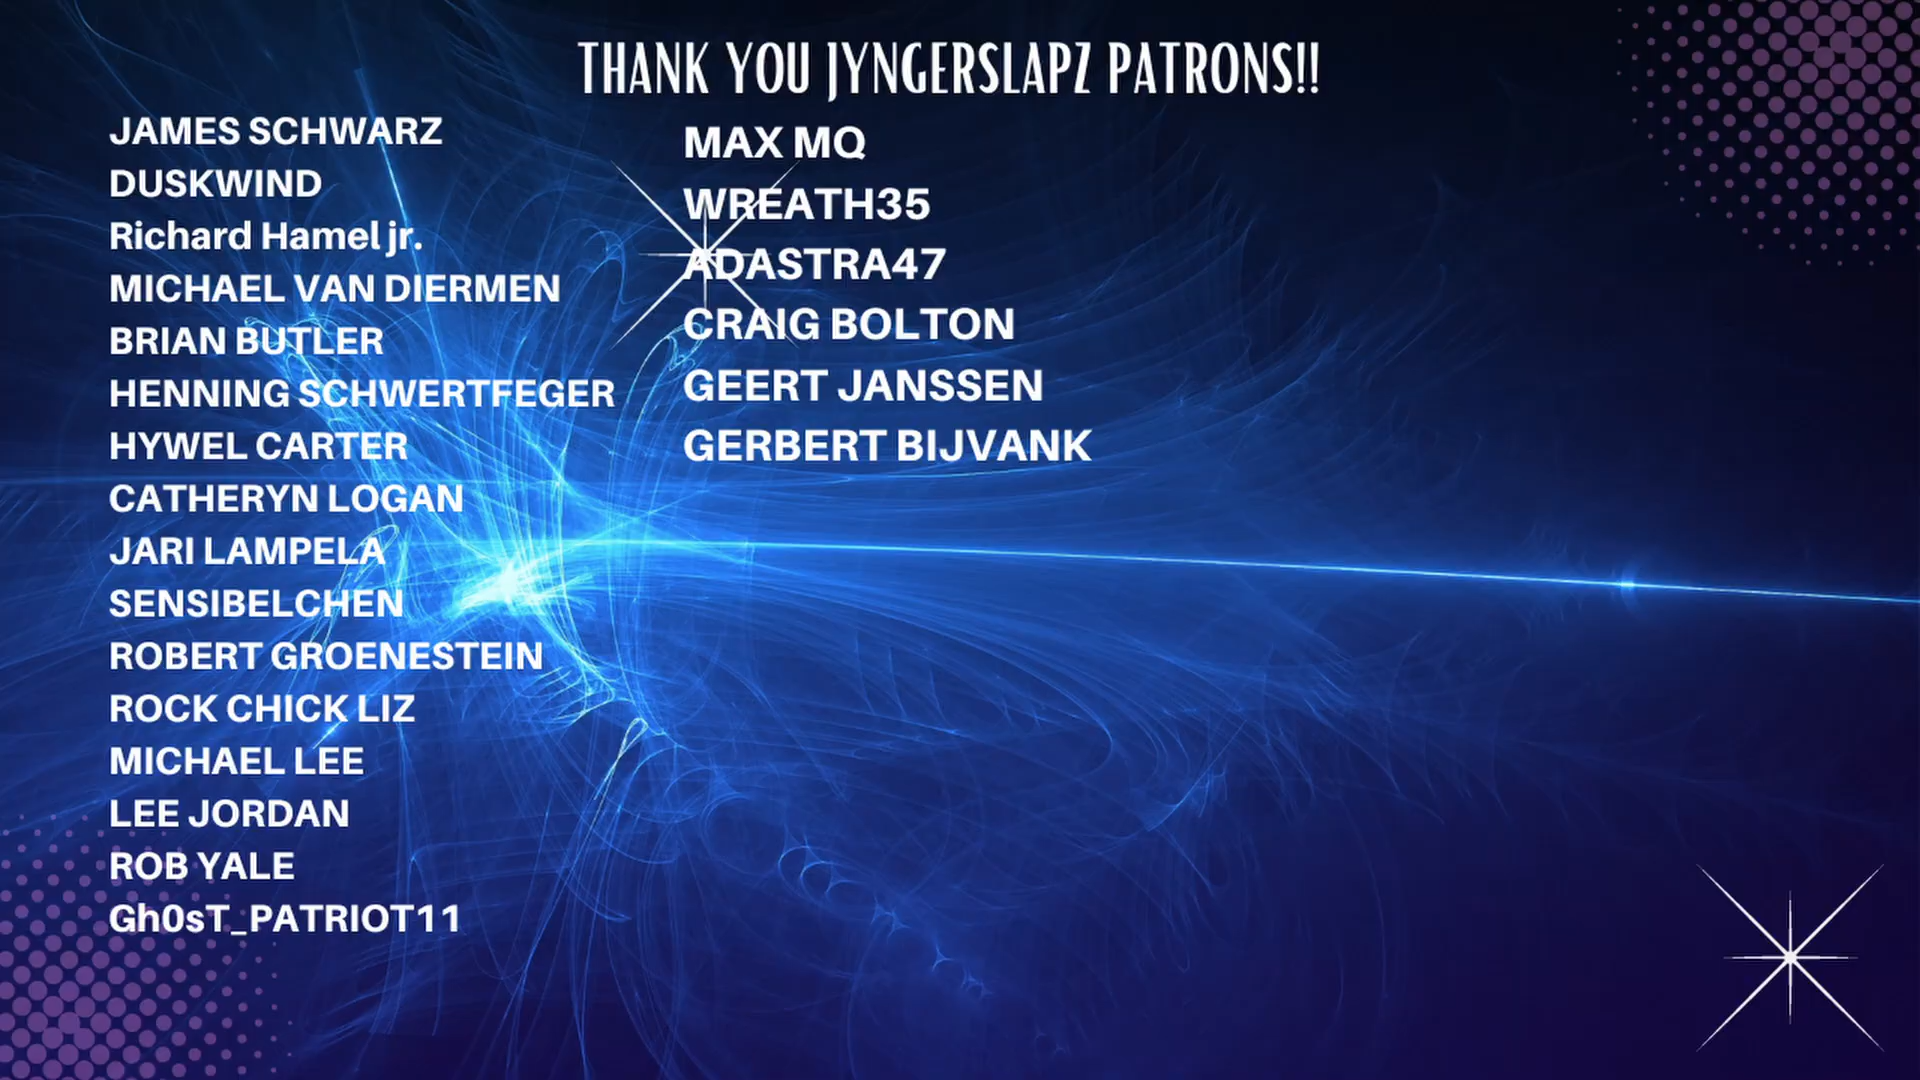 THANK YOU JYNGERSLAPZ PATRONS!!
JAMES SCHWARZ
DUSKWIND
Richard Hamel jr.
MICHAEL VAN DIERMEN
BRIAN BUTLER
HENNING SCHWERTFEGER
HYWEL CARTER
CATHERYN LOGAN
JARI LAMPELA
SENSIBELCHEN
ROBERT GROENESTEIN
ROCK CHICK LIZ
MICHAEL LEE
LEE JORDAN
ROB YALE
Gh0sT_PATRIOT11
MAX MQ
WREATH35
ADASTRA47
CRAIG BOLTON
GEERT JANSSEN
GERBERT BIJVANK